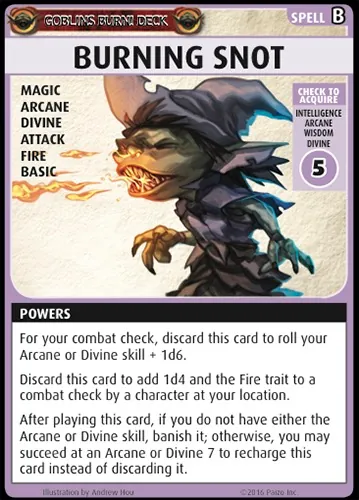 GOBLINS BURN! DECK
SPELL B
BURNING SNOT
MAGIC
ARCANE
DIVINE
ATTACK
FIRE
BASIC
CHECK TO
ACQUIRE
INTELLIGENCE
ARCANE
WISDOM
DIVINE
5
POWERS
For your combat check, discard this card to roll your
Arcane or Divine skill + 1d6.
Discard this card to add 1d4 and the Fire trait to a
combat check by a character at your location.
After playing this card, if you do not have either the
Arcane or Divine skill, banish it; otherwise, you may
succeed at an Arcane or Divine 7 to recharge this
card instead of discarding it.
Illustration by Andrew Hou
©2016 Paizo Inc.